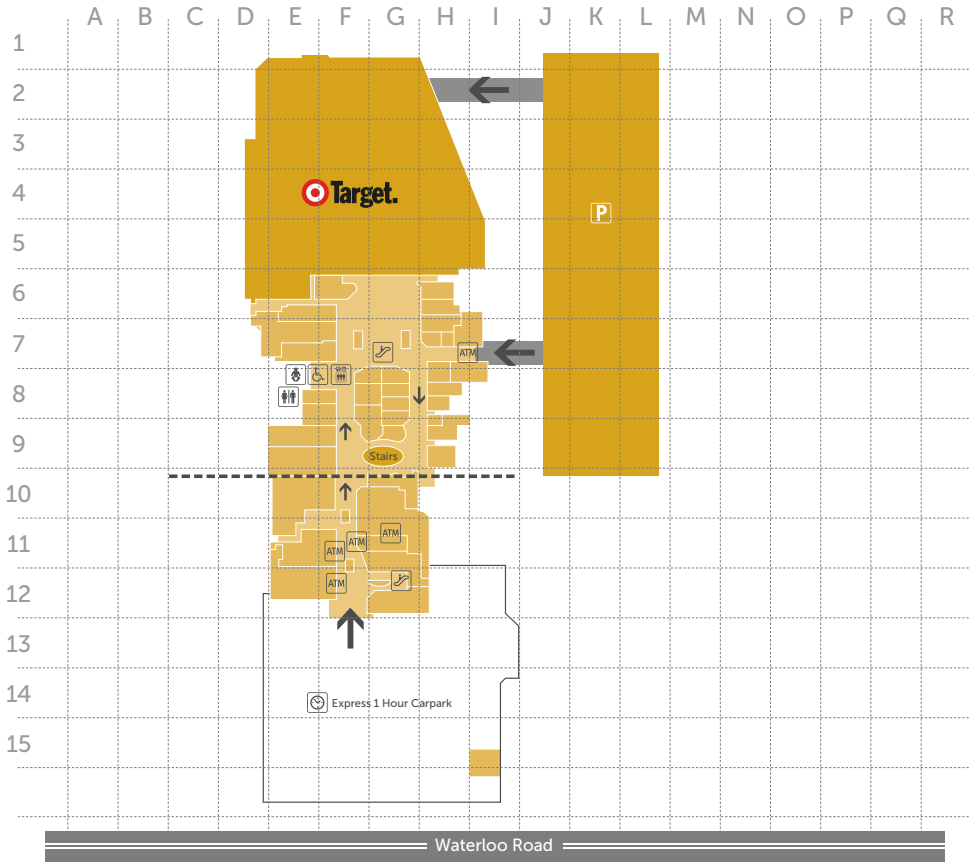 A B C D E F G H I J K L M N O P Q R
1
2
3
4
Target.
P
5
6
7
ATM
8
9
Stairs
10
11
ATM
ATM
ATM
12
ATM
13
14
Express 1 Hour Carpark
15
Waterloo Road